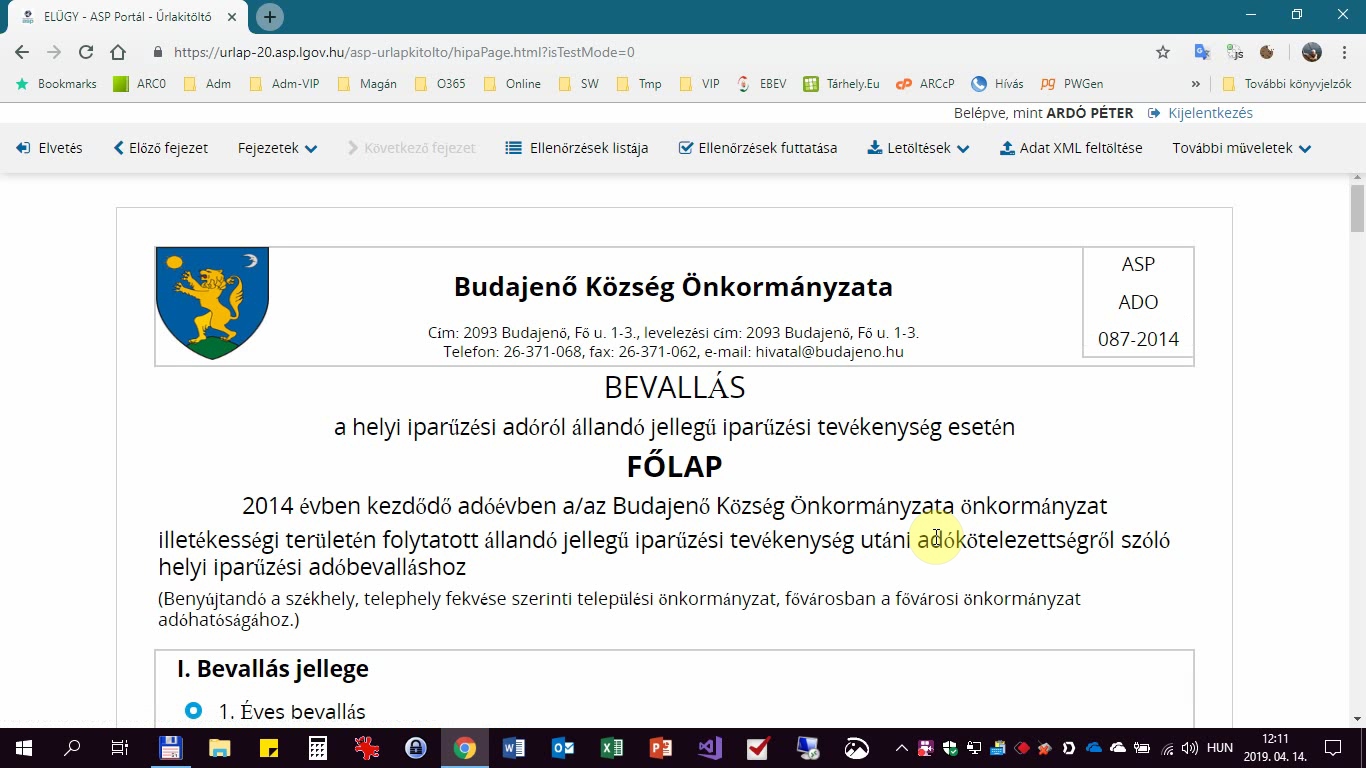 ELÜGY - ASP Portál - Űrlakitöltő
https://urlap-20.asp.lgov.hu/asp-urlapkitolto/hipaPage.html?isTestMode=0
Bookmarks ARC0 Adm Adm-VIP Magán O365 Online SW Tmp VIP EBEV Tárhely.Eu ARCcP Hívás PWGen » További könyvjelzők
Belépve, mint ARDÓ PÉTER Kijelentkezés
Elvetés Előző fejezet Fejezetek Következő fejezet Ellenőrzések listája Ellenőrzések futtatása Letöltések Adat XML feltöltése További műveletek
ASP
Budajenő Község Önkormányzata
ADO
Cím: 2093 Budajenő, Fő u. 1-3., levelezési cím: 2093 Budajenő, Fő u. 1-3.
087-2014
Telefon: 26-371-068, fax: 26-371-062, e-mail: hivatal@budajeno.hu
BEVALLÁS
a helyi iparűzési adóról állandó jellegű iparűzési tevékenység esetén
FŐLAP
2014 évben kezdődő adóévben a/az Budajenő Község Önkormányzata önkormányzat
illetékességi területén folytatott állandó jellegű iparűzési tevékenység utáni adókötelezettségről szóló
helyi iparűzési adóbevalláshoz
(Benyújtandó a székhely, telephely fekvése szerinti települési önkormányzat, fővárosban a fővárosi önkormányzat
adóhatóságához.)
I. Bevallás jellege
1. Éves bevallás
HUN
12:11
2019. 04. 14.